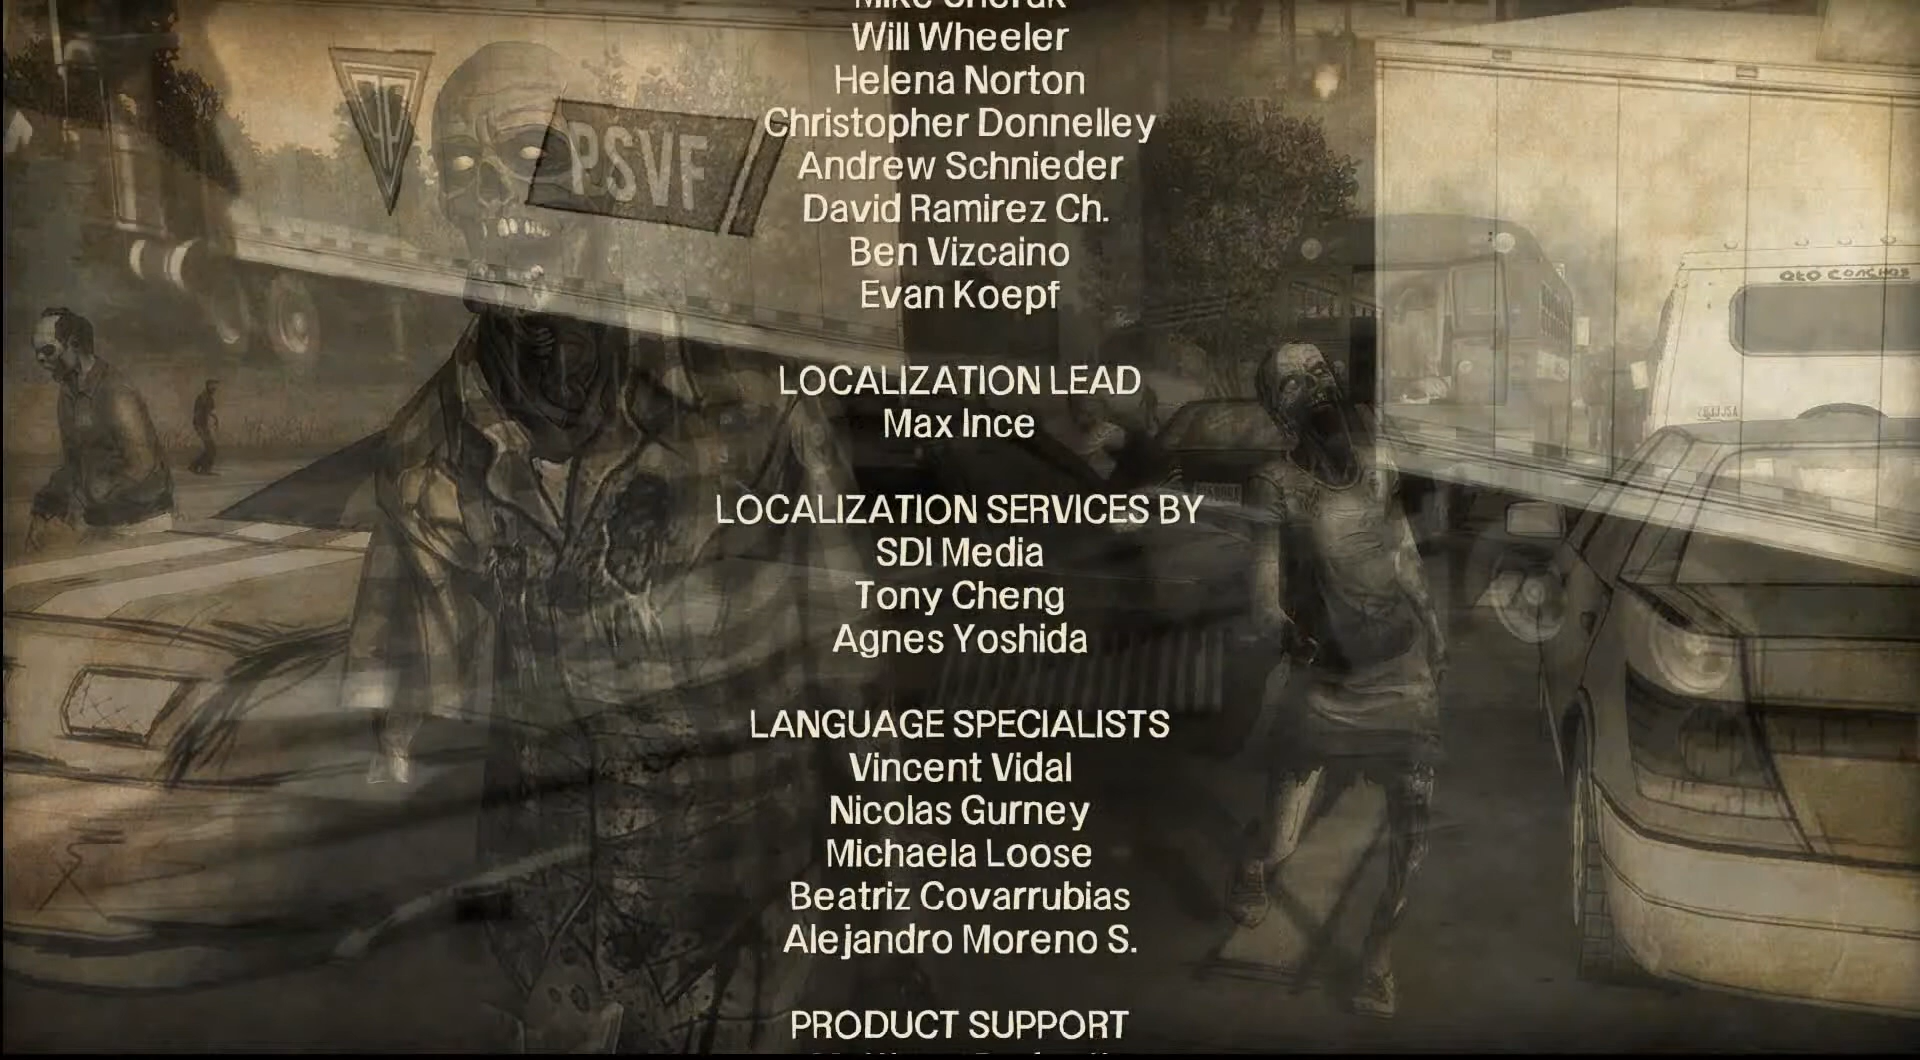 Will Wheeler
Helena Norton
Christopher Donnelley
Andrew Schnieder
David Ramirez Ch.
Ben Vizcaino
Evan Koepf
LOCALIZATION LEAD
Max Ince
LOCALIZATION SERVICES BY
SDI Media
Tony Cheng
Agnes Yoshida
LANGUAGE SPECIALISTS
Vincent Vidal
Nicolas Gurney
Michaela Loose
Beatriz Covarrubias
Alejandro Moreno S.
PRODUCT SUPPORT
PSVF